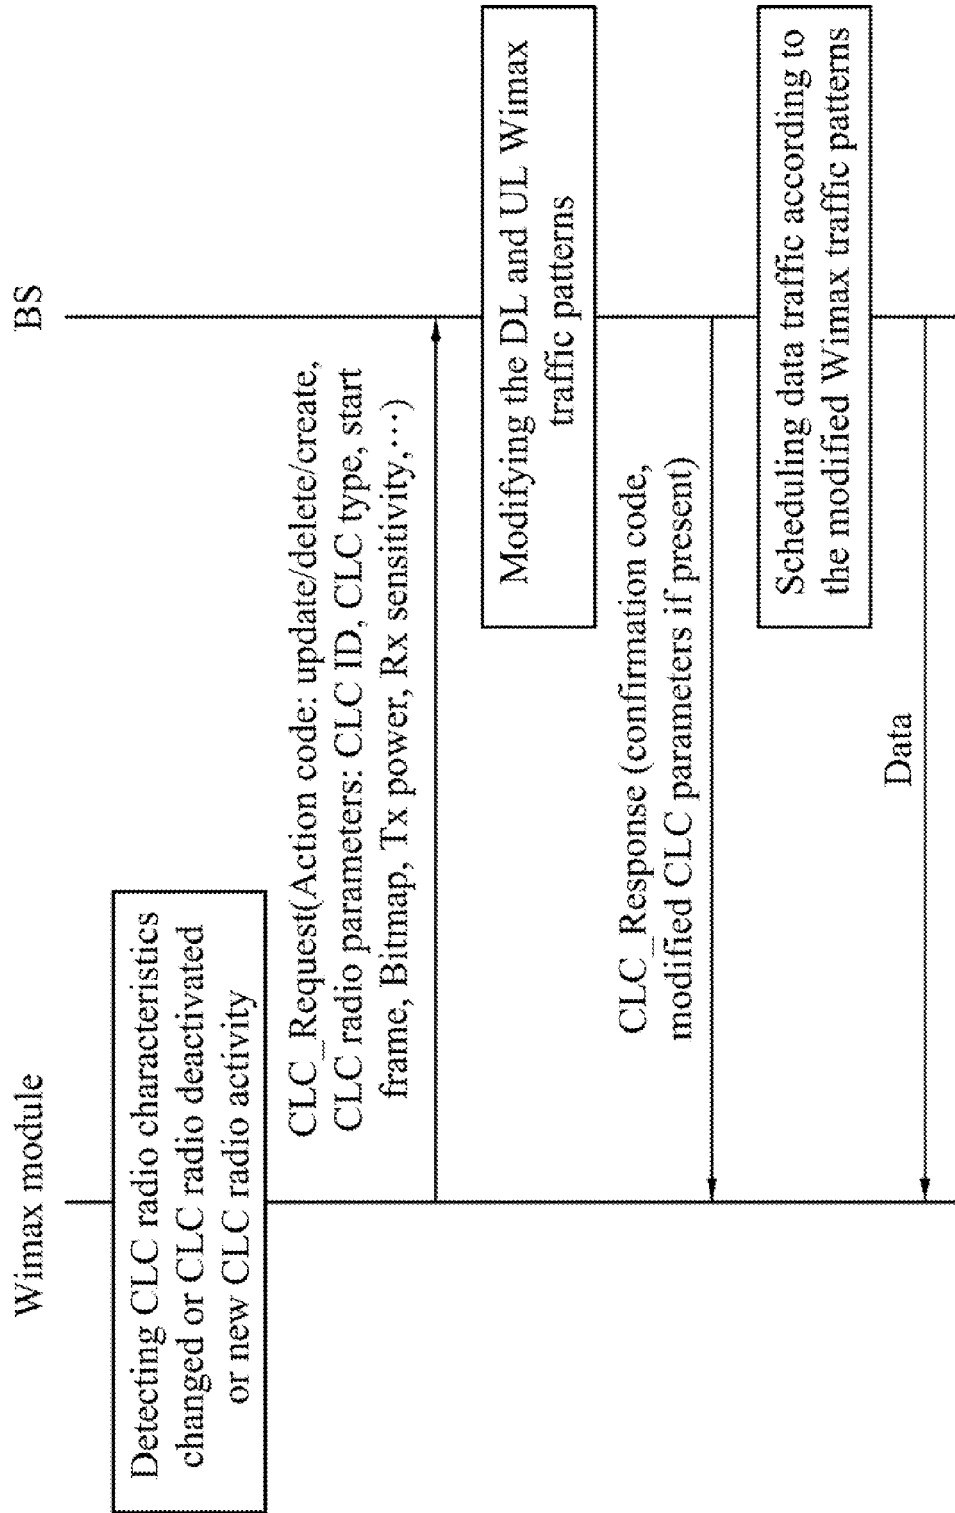 Wimax module
BS
Detecting CLC radio characteristics
changed or CLC radio deactivated
or new CLC radio activity
CLC_Request(Action code: update/delete/create,
CLC radio parameters: CLC ID, CLC type, start
frame, Bitmap, Tx power, Rx sensitivity,⋯)
Modifying the DL and UL Wimax
traffic patterns
CLC_Response (confirmation code,
modified CLC parameters if present)
Scheduling data traffic according to
the modified Wimax traffic patterns
Data